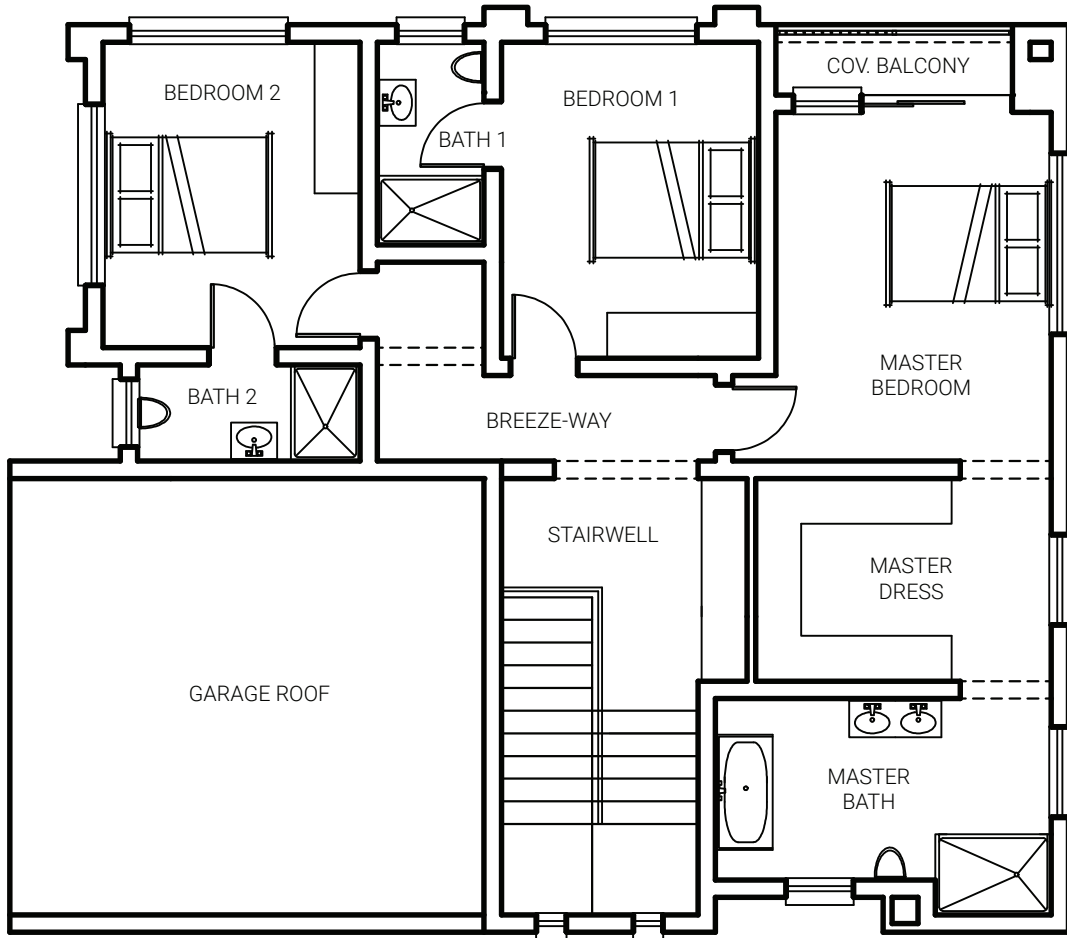 COV. BALCONY
BEDROOM 2
BEDROOM 1
BATH 1
MASTER
BEDROOM
BATH 2
BREEZE-WAY
STAIRWELL
MASTER
DRESS
GARAGE ROOF
MASTER
BATH